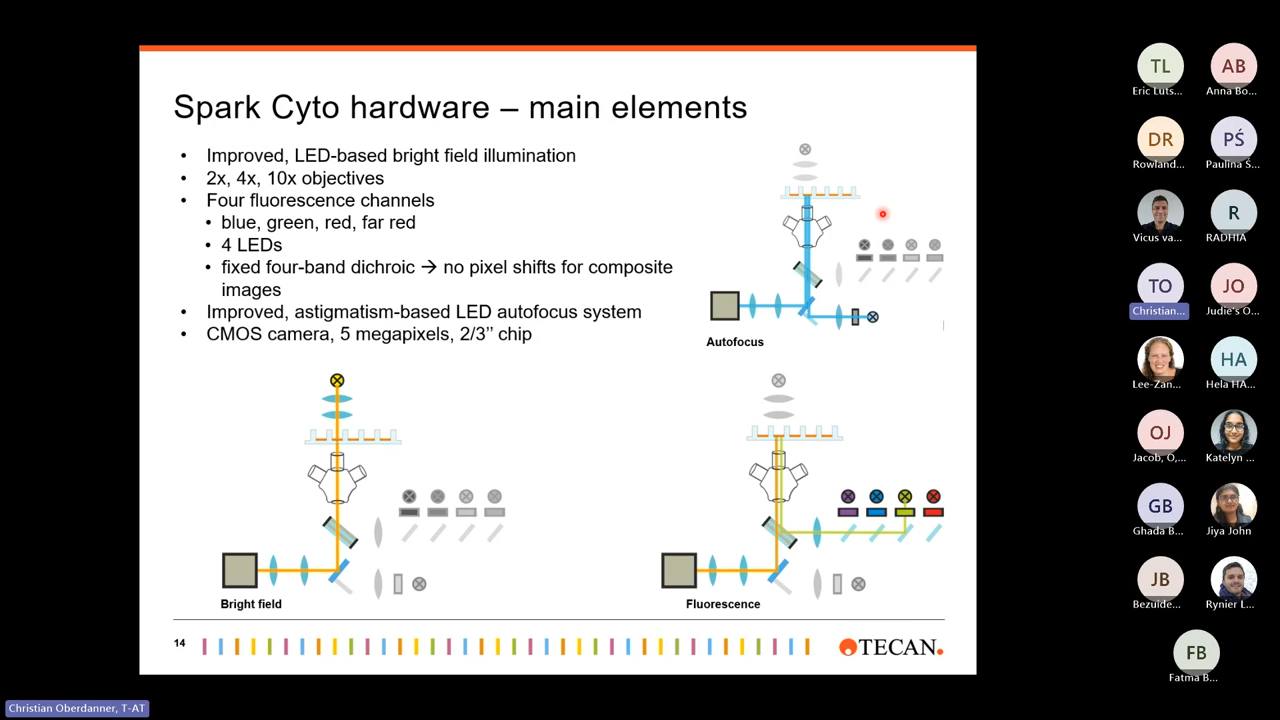 Spark Cyto hardware – main elements
• Improved, LED-based bright field illumination
• 2x, 4x, 10x objectives
• Four fluorescence channels
• blue, green, red, far red
• 4 LEDs
• fixed four-band dichroic → no pixel shifts for composite
images
• Improved, astigmatism-based LED autofocus system
• CMOS camera, 5 megapixels, 2/3’’ chip
Autofocus
Bright field
Fluorescence
14
TECAN.
TL
Eric Luts...
AB
Anna Bo...
DR
Rowland...
PŚ
Paulina S...
Vicus va...
R
RADHIA
TO
Christian...
JO
Judie's O...
Lee-Zan...
HA
Hela HA...
OJ
Jacob, O,...
Katelyn ...
GB
Ghada B...
Jiya John
JB
Bezuide...
Rynier L...
FB
Fatma B...
Christian Oberdanner, T-AT